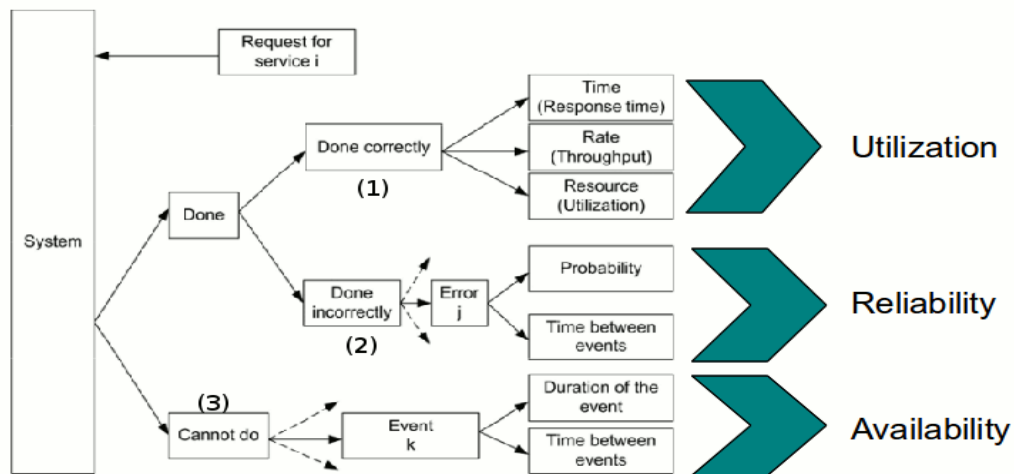 Request for
service i
System
Done
Done correctly
(1)
Time
(Response time)
Rate
(Throughput)
Resource
(Utilization)
Utilization
Done
incorrectly
(2)
Error
j
Probability
Time between
events
Reliability
(3)
Cannot do
Event
k
Duration of the
event
Time between
events
Availability